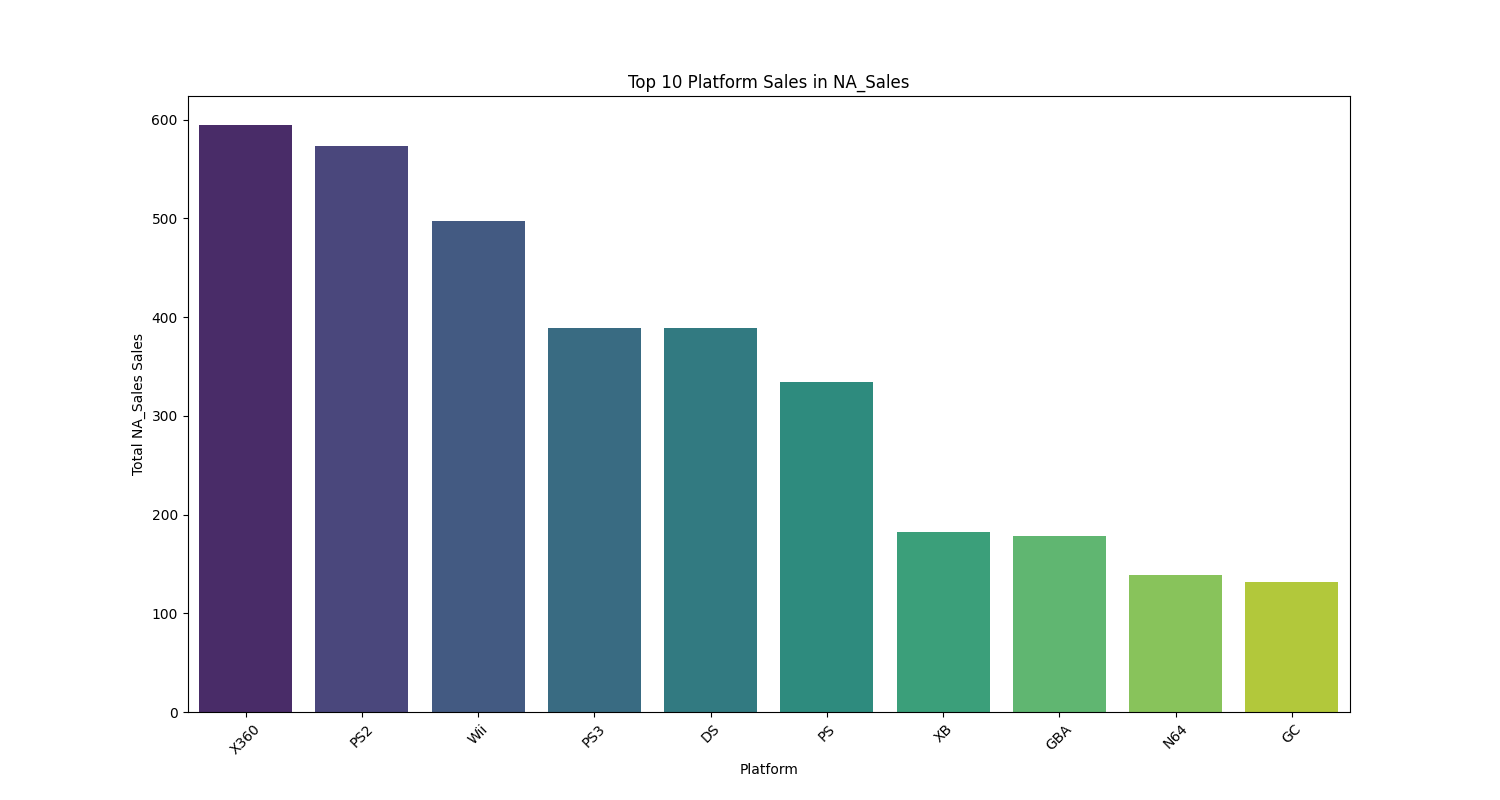 Top 10 Platform Sales in NA_Sales
600
500
400
300
200
100
0
Total NA_Sales Sales
X360
PS2
Wii
PS3
DS
PS
XB
GBA
N64
GC
Platform